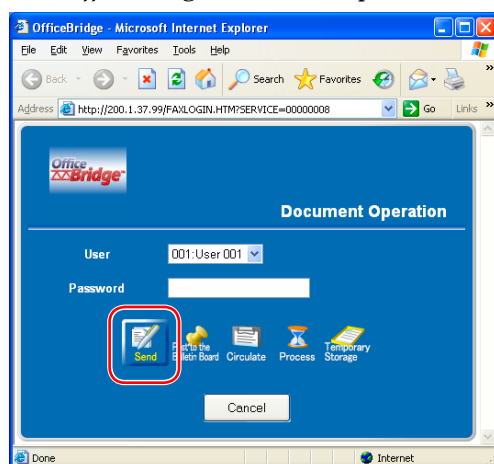 OfficeBridge - Microsoft Internet Explorer
File Edit View Favorites Tools Help
Back Search Favorites »
Address http://200.1.37.99/FAXLOGIN.HTM?SERVICE=00000008 Go Links »
Office
Bridge™
Document Operation
User 001:User 001
Password
Send Post to the Bulletin Board Circulate Process Temporary Storage
Cancel
Done Internet